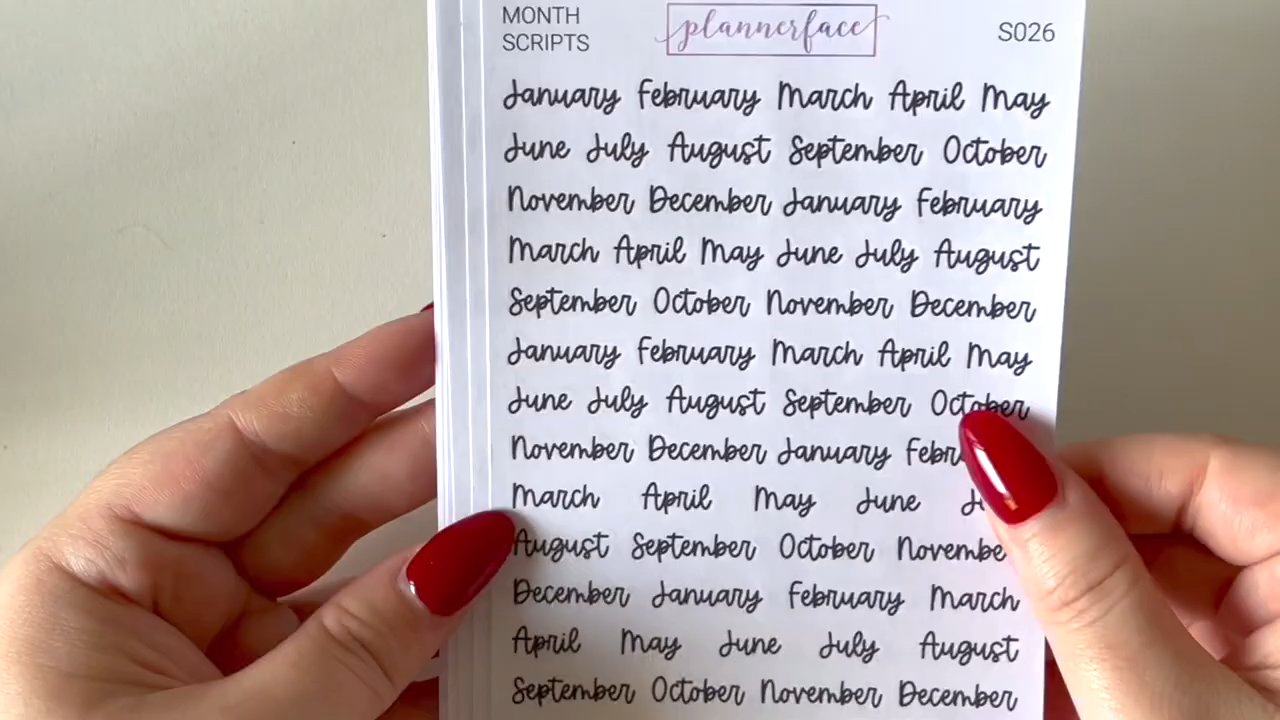 MONTH
SCRIPTS
plannerface
S026
January February March April May
June July August September October
November December January February
March April May June July August
September October November December
January February March April May
June July August September October
November December January
March April May June
August September October
December January February March
April May June July August
September October November December